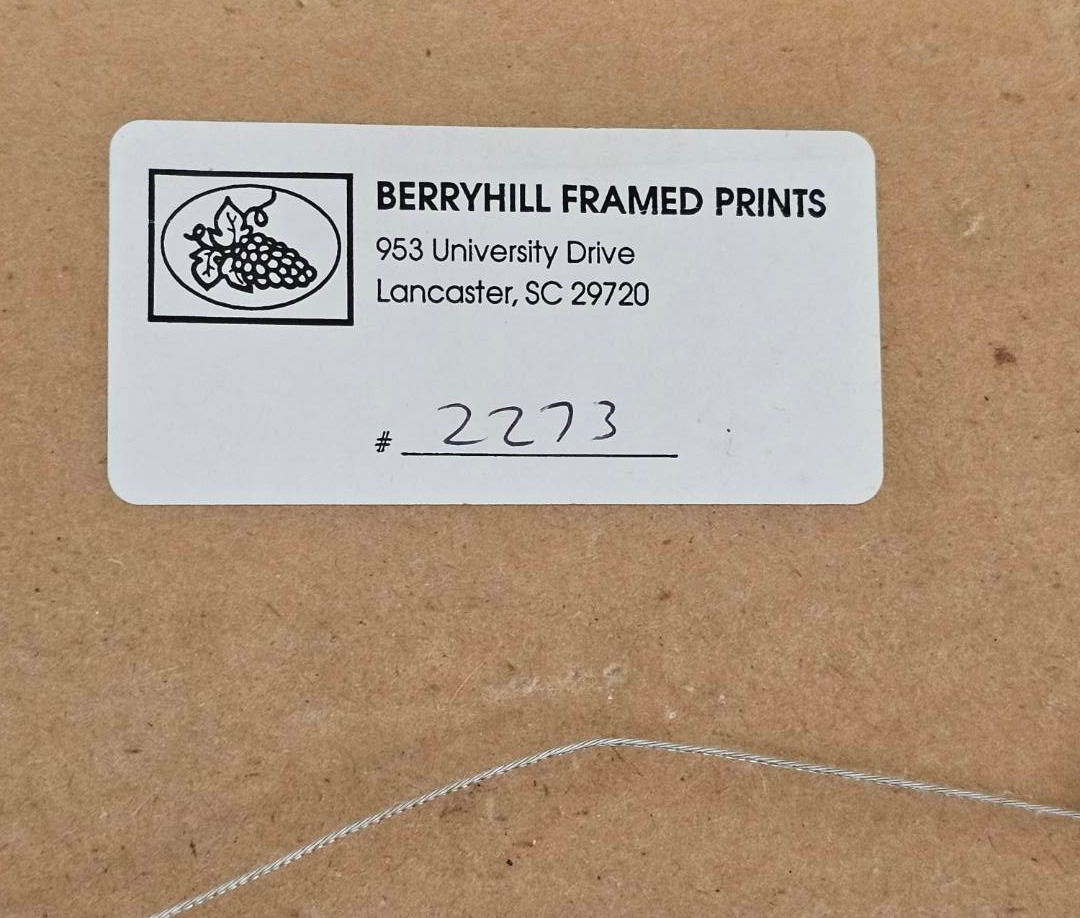 BERRYHILL FRAMED PRINTS
953 University Drive
Lancaster, SC 29720
# 2273